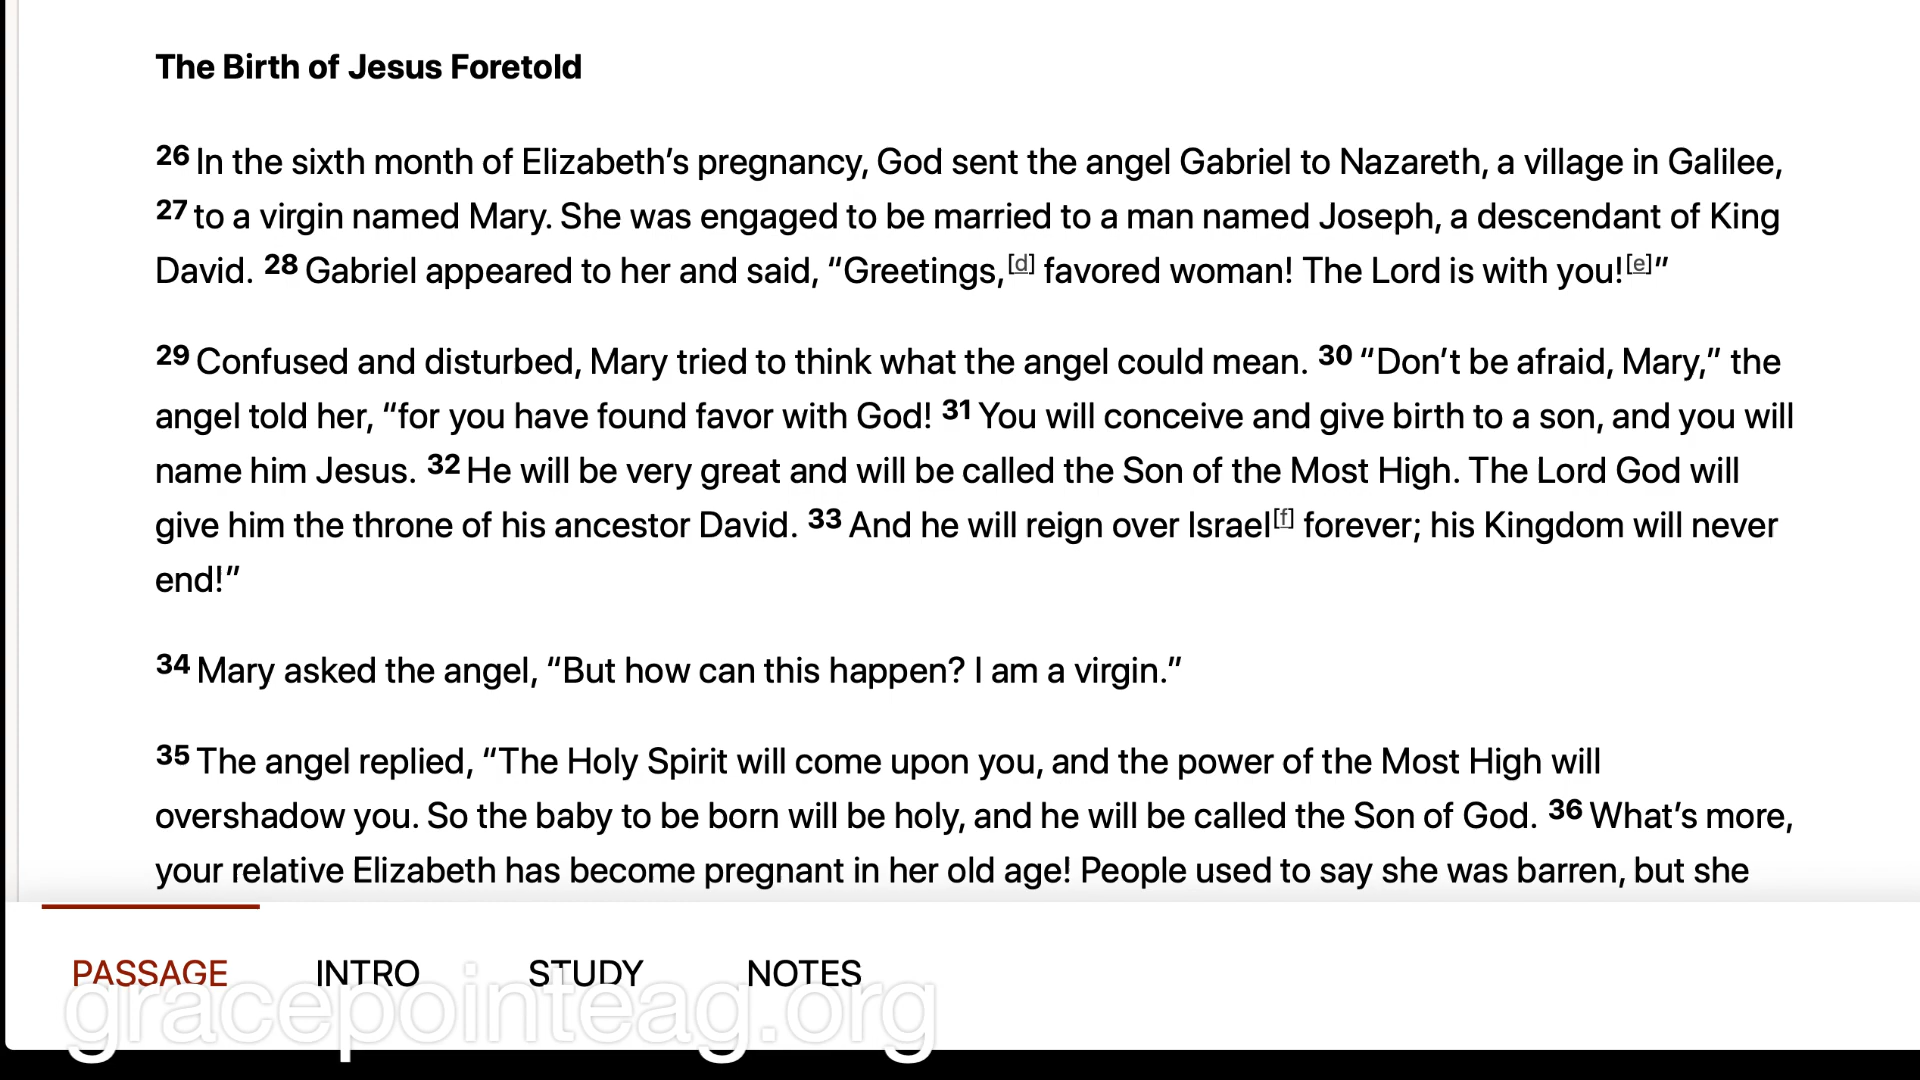 The Birth of Jesus Foretold
26 In the sixth month of Elizabeth’s pregnancy, God sent the angel Gabriel to Nazareth, a village in Galilee,
27 to a virgin named Mary. She was engaged to be married to a man named Joseph, a descendant of King
David. 28 Gabriel appeared to her and said, “Greetings,[d] favored woman! The Lord is with you![e]”
29 Confused and disturbed, Mary tried to think what the angel could mean. 30 “Don’t be afraid, Mary,” the
angel told her, “for you have found favor with God! 31 You will conceive and give birth to a son, and you will
name him Jesus. 32 He will be very great and will be called the Son of the Most High. The Lord God will
give him the throne of his ancestor David. 33 And he will reign over Israel[f] forever; his Kingdom will never
end!”
34 Mary asked the angel, “But how can this happen? I am a virgin.”
35 The angel replied, “The Holy Spirit will come upon you, and the power of the Most High will
overshadow you. So the baby to be born will be holy, and he will be called the Son of God. 36 What’s more,
your relative Elizabeth has become pregnant in her old age! People used to say she was barren, but she
PASSAGE INTRO STUDY NOTES
gracepointeag.org